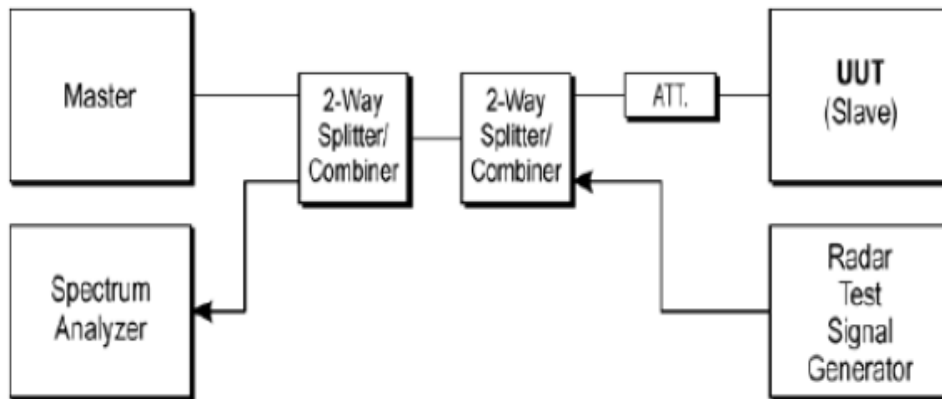 Master
2-Way
Splitter/
Combiner
2-Way
Splitter/
Combiner
ATT.
UUT
(Slave)
Spectrum
Analyzer
Radar
Test
Signal
Generator